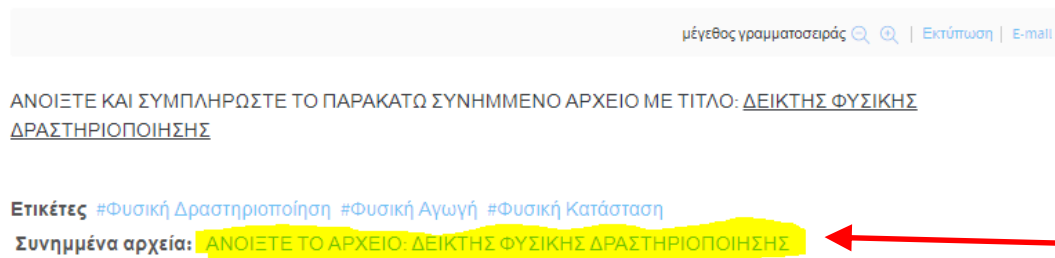 μέγεθος γραμματοσειράς | Εκτύπωση | E-mail
ΑΝΟΙΞΤΕ ΚΑΙ ΣΥΜΠΛΗΡΩΣΤΕ ΤΟ ΠΑΡΑΚΑΤΩ ΣΥΝΗΜΜΕΝΟ ΑΡΧΕΙΟ ΜΕ ΤΙΤΛΟ: ΔΕΙΚΤΗΣ ΦΥΣΙΚΗΣ
ΔΡΑΣΤΗΡΙΟΠΟΙΗΣΗΣ
Ετικέτες #Φυσική Δραστηριοποίηση #Φυσική Αγωγή #Φυσική Κατάσταση
Συνημμένα αρχεία: ΑΝΟΙΞΤΕ ΤΟ ΑΡΧΕΙΟ: ΔΕΙΚΤΗΣ ΦΥΣΙΚΗΣ ΔΡΑΣΤΗΡΙΟΠΟΙΗΣΗΣ